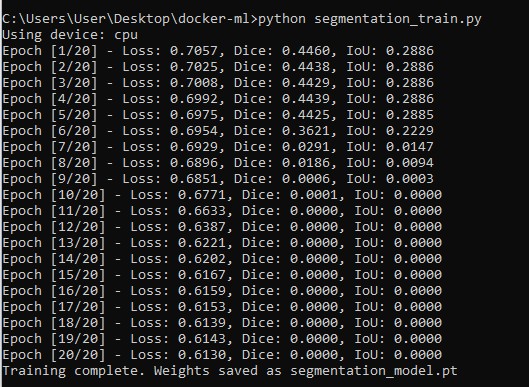 C:\Users\User\Desktop\docker-ml>python segmentation_train.py
Using device: cpu
Epoch [1/20] - Loss: 0.7057, Dice: 0.4460, IoU: 0.2886
Epoch [2/20] - Loss: 0.7025, Dice: 0.4438, IoU: 0.2886
Epoch [3/20] - Loss: 0.7008, Dice: 0.4429, IoU: 0.2886
Epoch [4/20] - Loss: 0.6992, Dice: 0.4439, IoU: 0.2886
Epoch [5/20] - Loss: 0.6975, Dice: 0.4425, IoU: 0.2885
Epoch [6/20] - Loss: 0.6954, Dice: 0.3621, IoU: 0.2229
Epoch [7/20] - Loss: 0.6929, Dice: 0.0291, IoU: 0.0147
Epoch [8/20] - Loss: 0.6896, Dice: 0.0186, IoU: 0.0094
Epoch [9/20] - Loss: 0.6851, Dice: 0.0006, IoU: 0.0003
Epoch [10/20] - Loss: 0.6771, Dice: 0.0001, IoU: 0.0000
Epoch [11/20] - Loss: 0.6633, Dice: 0.0000, IoU: 0.0000
Epoch [12/20] - Loss: 0.6387, Dice: 0.0000, IoU: 0.0000
Epoch [13/20] - Loss: 0.6221, Dice: 0.0000, IoU: 0.0000
Epoch [14/20] - Loss: 0.6202, Dice: 0.0000, IoU: 0.0000
Epoch [15/20] - Loss: 0.6167, Dice: 0.0000, IoU: 0.0000
Epoch [16/20] - Loss: 0.6159, Dice: 0.0000, IoU: 0.0000
Epoch [17/20] - Loss: 0.6153, Dice: 0.0000, IoU: 0.0000
Epoch [18/20] - Loss: 0.6139, Dice: 0.0000, IoU: 0.0000
Epoch [19/20] - Loss: 0.6143, Dice: 0.0000, IoU: 0.0000
Epoch [20/20] - Loss: 0.6130, Dice: 0.0000, IoU: 0.0000
Training complete. Weights saved as segmentation_model.pt